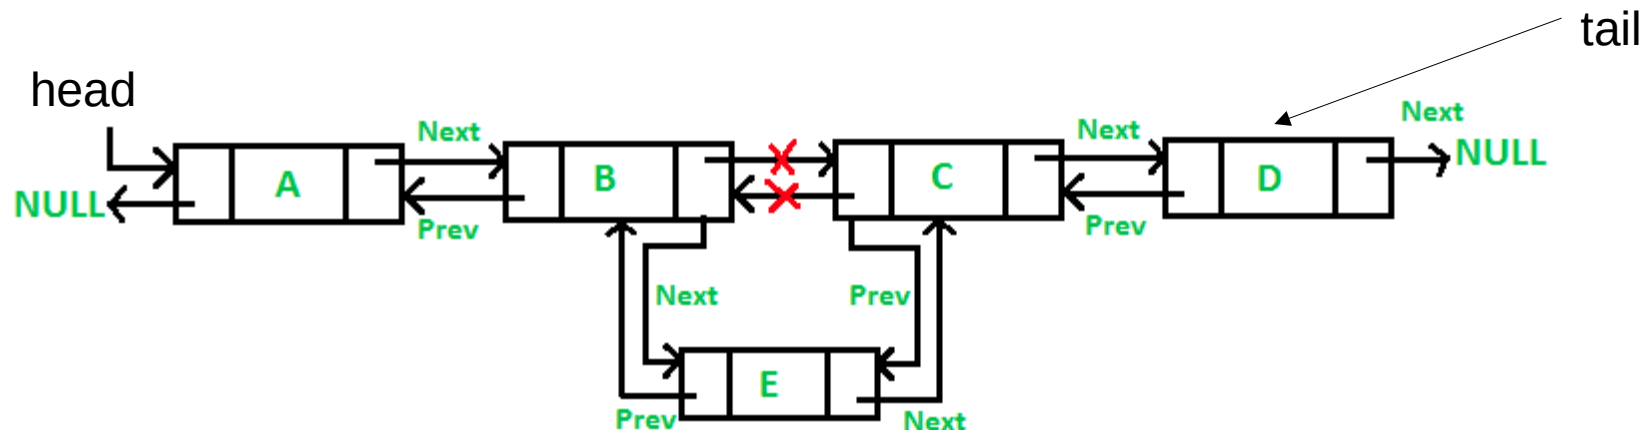 tail
head
Next
Next
Next
NULL
A
B
C
D
NULL
Prev
Prev
Next
Prev
E
Prev
Next